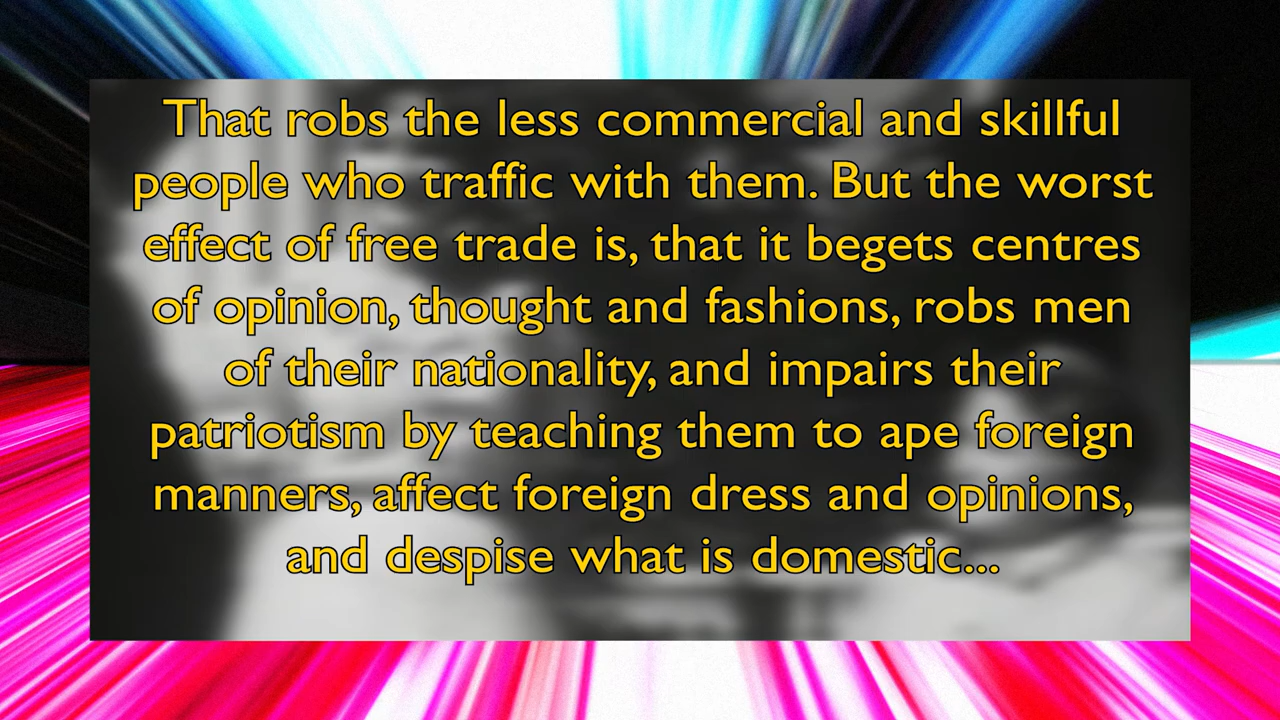 That robs the less commercial and skillful
people who traffic with them. But the worst
effect of free trade is, that it begets centres
of opinion, thought and fashions, robs men
of their nationality, and impairs their
patriotism by teaching them to ape foreign
manners, affect foreign dress and opinions,
and despise what is domestic...